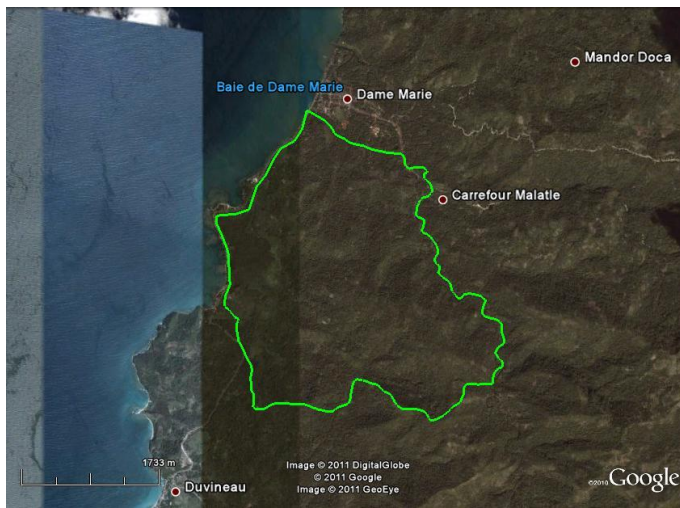 Mandor Doca
Baie de Dame Marie
Dame Marie
Carrefour Malatle
1733 m
Image © 2011 DigitalGlobe
© 2011 Google
Image © 2011 GeoEye
©2010 Google
Duvineau